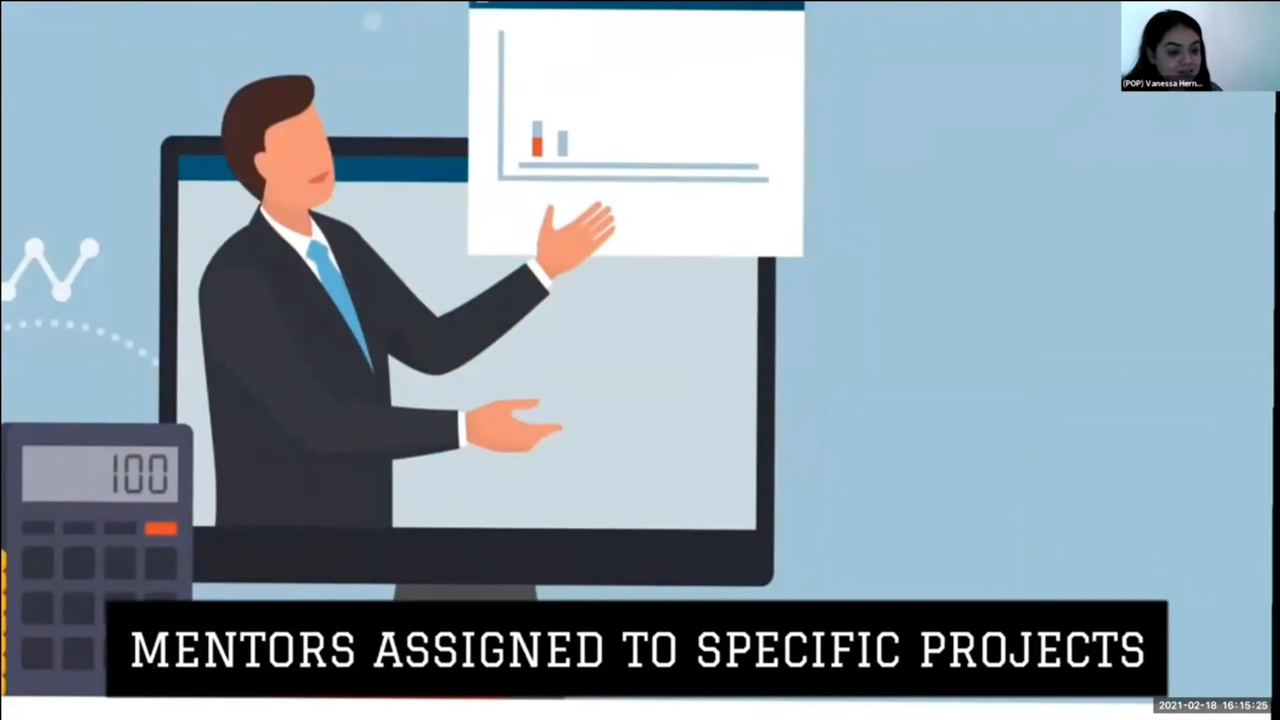 (POP) Vanessa Hern...
100
MENTORS ASSIGNED TO SPECIFIC PROJECTS
2021-02-18 16:15:25